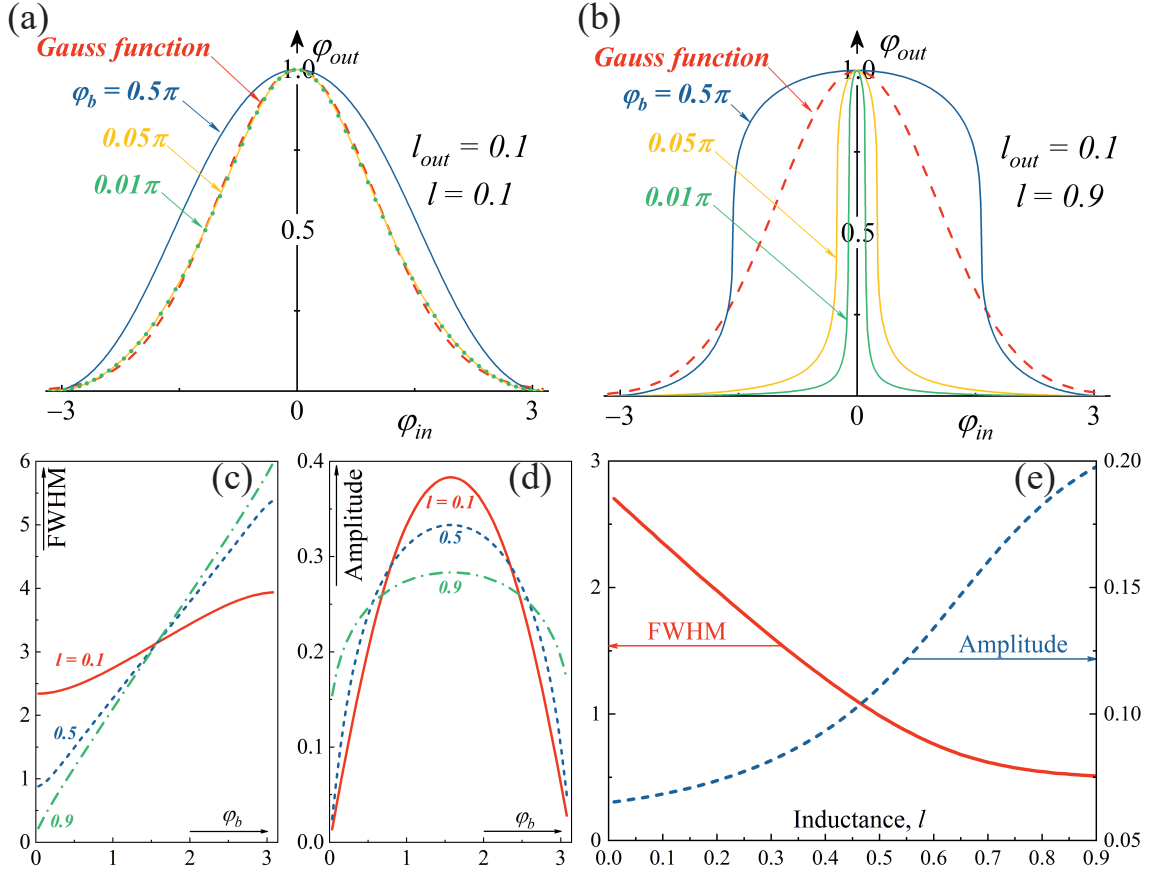 (a)
φout
Gauss function
1.0
φb = 0.5π
0.05π
0.01π
lout = 0.1
l = 0.1
0.5
−3
0
3
φin
(b)
φout
Gauss function
1.0
φb = 0.5π
0.05π
0.01π
lout = 0.1
l = 0.9
0.5
−3
0
3
φin
(c)
FWHM
6
5
4
3
2
1
0
l = 0.1
0.5
0.9
φb
0
1
2
3
(d)
Amplitude
0.4
0.3
0.2
0.1
0.0
l = 0.1
0.5
0.9
φb
0
1
2
3
(e)
3
2
1
0
FWHM
Amplitude
0.20
0.15
0.10
0.05
Inductance, l
0.0
0.1
0.2
0.3
0.4
0.5
0.6
0.7
0.8
0.9